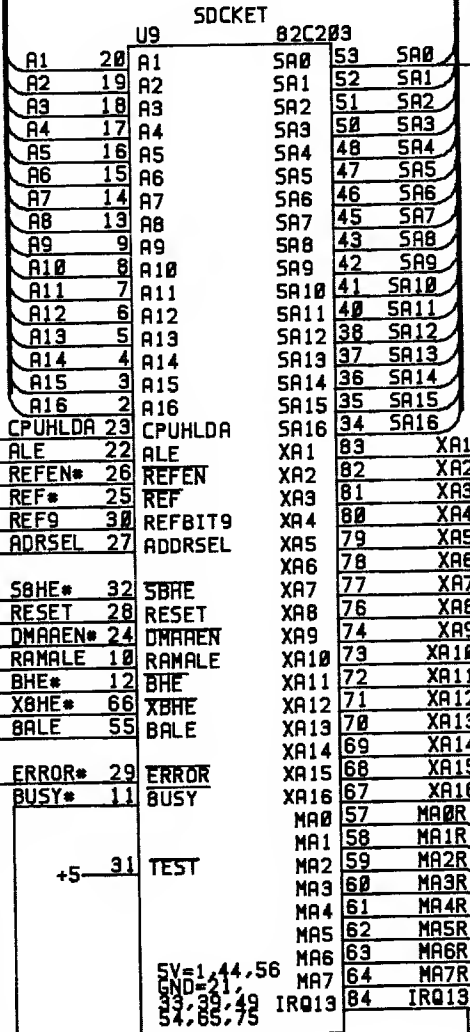 SOCKET
U9 82C203
A1 20 A1 SA0 53 SA0
A2 19 A2 SA1 52 SA1
A3 18 A3 SA2 51 SA2
A4 17 A4 SA3 50 SA3
A5 16 A5 SA4 48 SA4
A6 15 A6 SA5 47 SA5
A7 14 A7 SA6 46 SA6
A8 13 A8 SA7 45 SA7
A9 9 A9 SA8 43 SA8
A10 8 A10 SA9 42 SA9
A11 7 A11 SA10 41 SA10
A12 6 A12 SA11 40 SA11
A13 5 A13 SA12 38 SA12
A14 4 A14 SA13 37 SA13
A15 3 A15 SA14 36 SA14
A16 2 A16 SA15 35 SA15
CPUHLDA 23 CPUHLDA SA16 34 SA16
ALE 22 ALE XA1 83 XA1
REFEN* 26 REFEN XA2 82 XA2
REF* 25 REF XA3 81 XA3
REF9 30 REFBIT9 XA4 80 XA4
ADRSEL 27 ADDRSEL XA5 79 XA5
XA6 78 XA6
SBHE* 32 SBHE XA7 77 XA7
RESET 28 RESET XA8 76 XA8
DMAAEN* 24 DMAAEN XA9 74 XA9
RAMALE 10 RAMALE XA10 73 XA10
BHE* 12 BHE XA11 72 XA11
XBHE* 66 XBHE XA12 71 XA12
BALE 55 BALE XA13 70 XA13
XA14 69 XA14
ERROR* 29 ERROR XA15 68 XA15
BUSY* 11 BUSY XA16 67 XA16
MA0 57 MA0R
MA1 58 MA1R
+5 31 TEST MA2 59 MA2R
MA3 60 MA3R
MA4 61 MA4R
MA5 62 MA5R
5V=1,44,56 MA6 63 MA6R
GND=21, MA7 64 MA7R
33,39,49 IRQ13 84 IRQ13
54,65,75